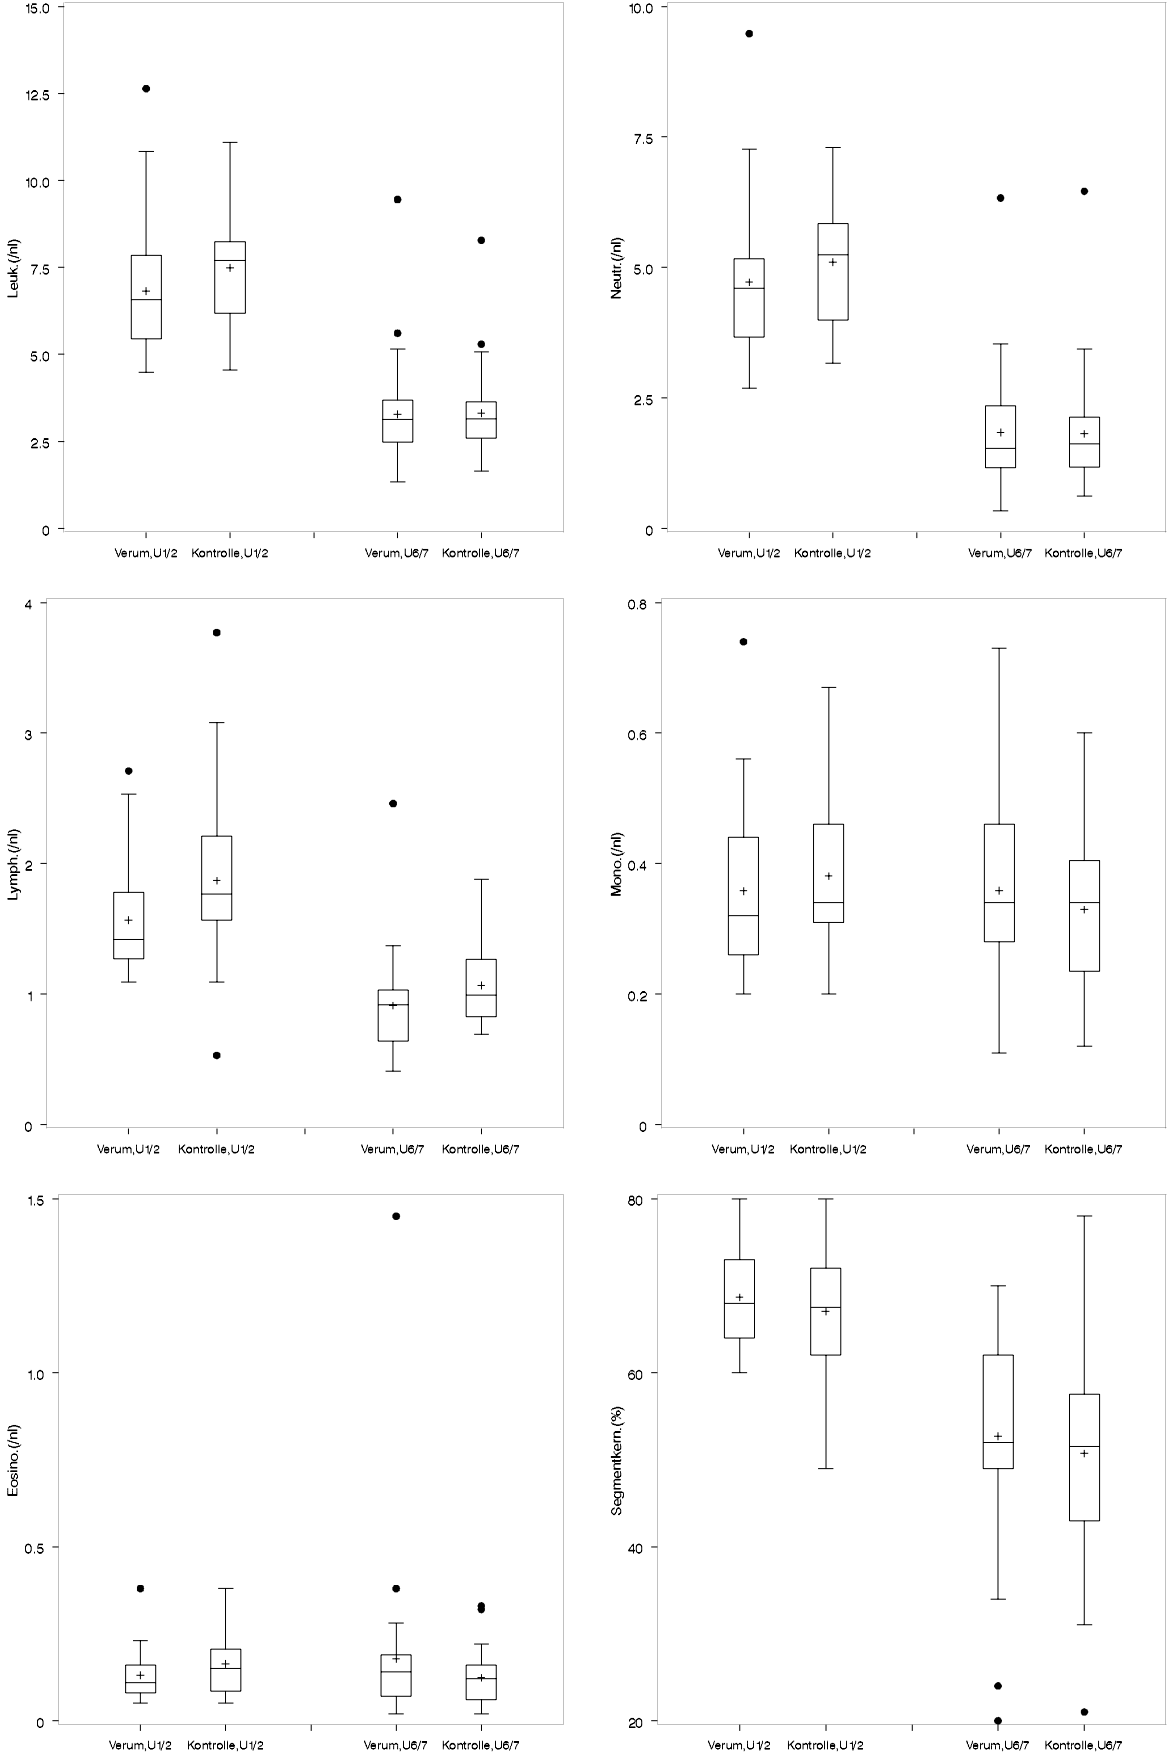 15.0
12.5
10.0
7.5
5.0
2.5
0
Leuk.(/nl)
Verum,U1/2 Kontrolle,U1/2 Verum,U6/7 Kontrolle,U6/7
10.0
7.5
5.0
2.5
0
Neutr.(/nl)
Verum,U1/2 Kontrolle,U1/2 Verum,U6/7 Kontrolle,U6/7
4
3
2
1
0
Lymph.(/nl)
Verum,U1/2 Kontrolle,U1/2 Verum,U6/7 Kontrolle,U6/7
0.8
0.6
0.4
0.2
0
Mono.(/nl)
Verum,U1/2 Kontrolle,U1/2 Verum,U6/7 Kontrolle,U6/7
1.5
1.0
0.5
0
Eosino.(/nl)
Verum,U1/2 Kontrolle,U1/2 Verum,U6/7 Kontrolle,U6/7
80
60
40
20
Segmentkern.(%)
Verum,U1/2 Kontrolle,U1/2 Verum,U6/7 Kontrolle,U6/7